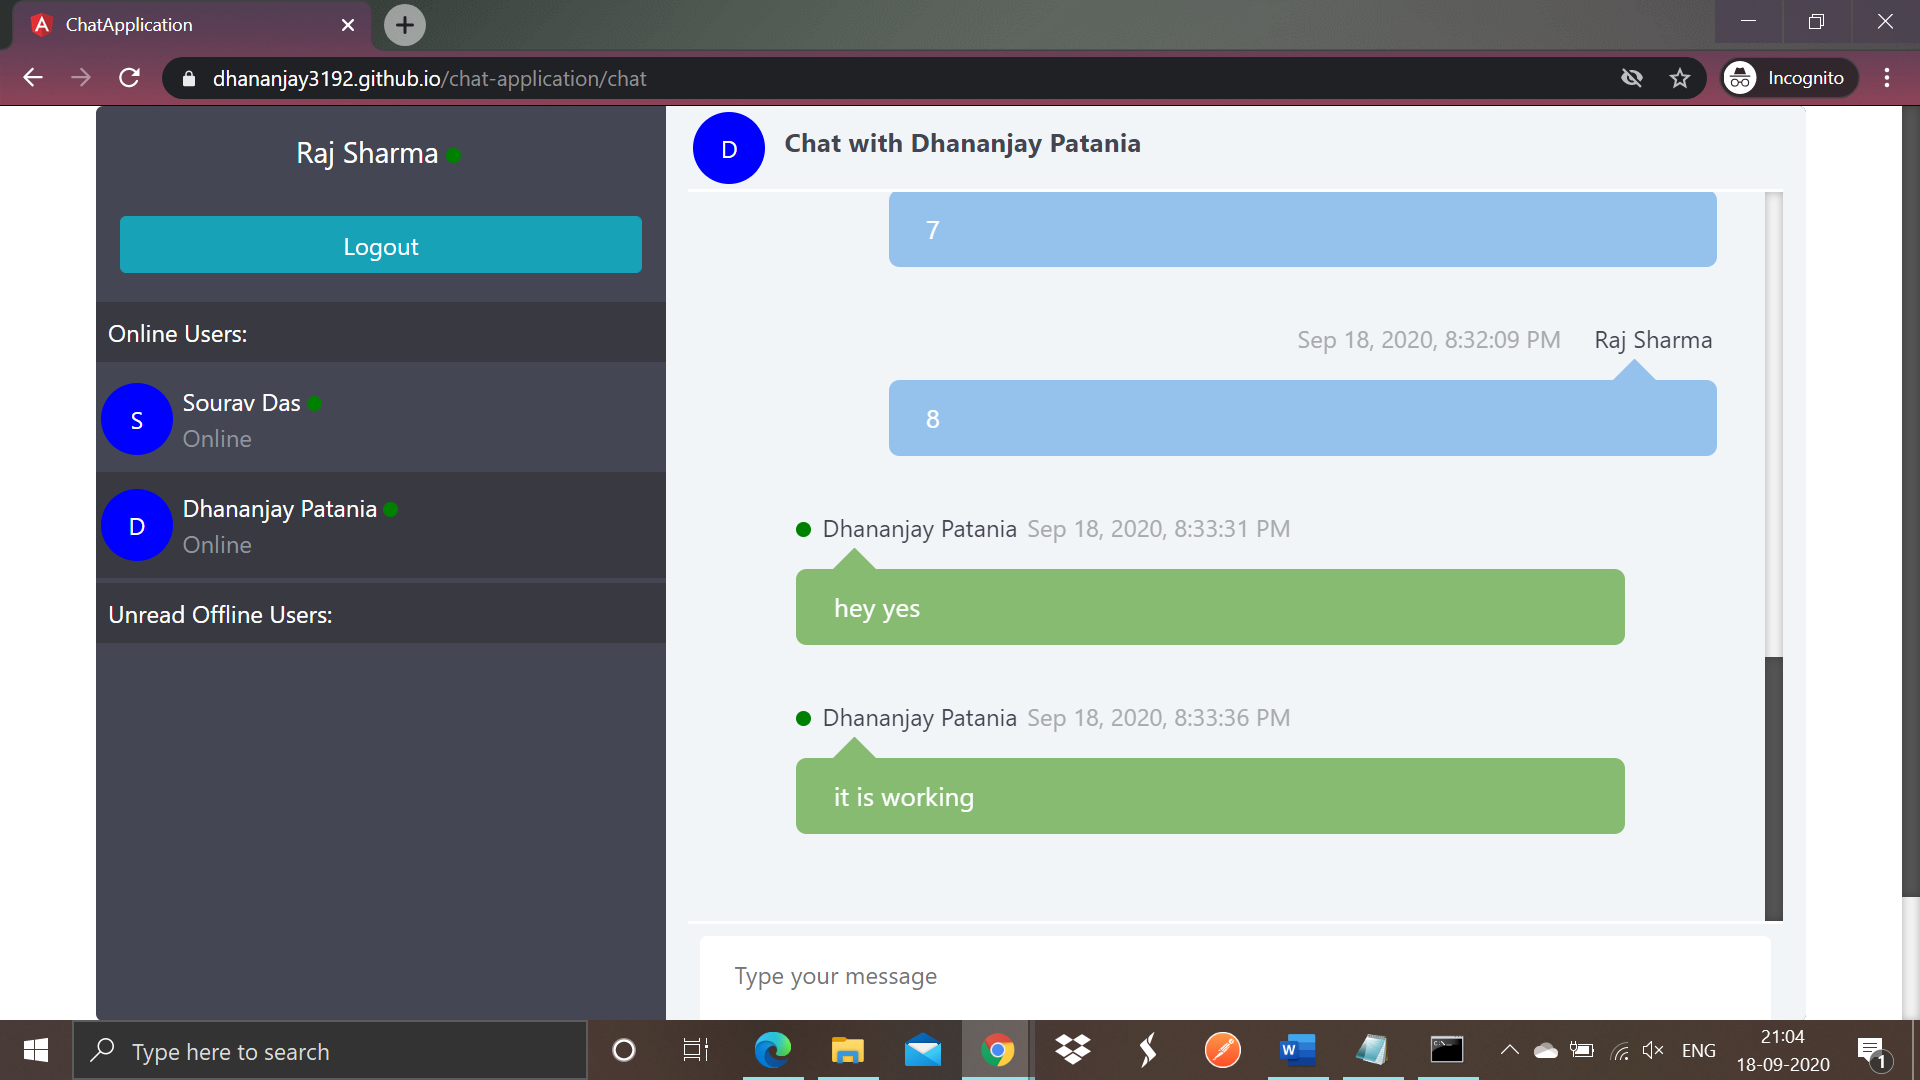 ChatApplication
dhananjay3192.github.io/chat-application/chat
Incognito
Raj Sharma
Logout
Online Users:
S
Sourav Das
Online
D
Dhananjay Patania
Online
Unread Offline Users:
D
Chat with Dhananjay Patania
7
Sep 18, 2020, 8:32:09 PM Raj Sharma
8
Dhananjay Patania Sep 18, 2020, 8:33:31 PM
hey yes
Dhananjay Patania Sep 18, 2020, 8:33:36 PM
it is working
Type your message
Type here to search
W
C:\_
ENG
21:04
18-09-2020
1